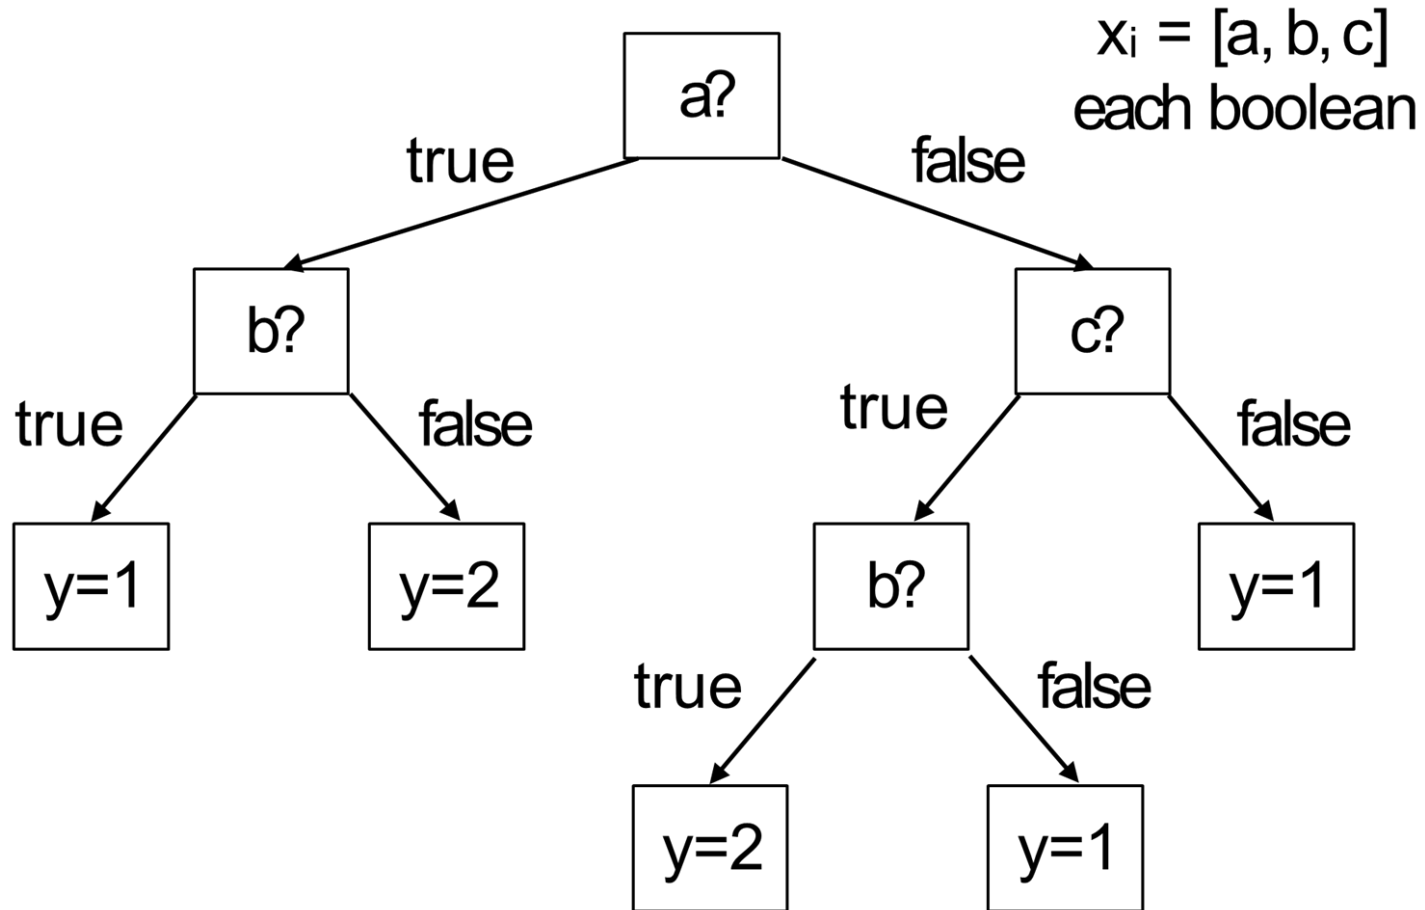 xᵢ = [a, b, c]
each boolean
a?
true
false
b?
c?
true
false
true
false
y=1
y=2
b?
y=1
true
false
y=2
y=1